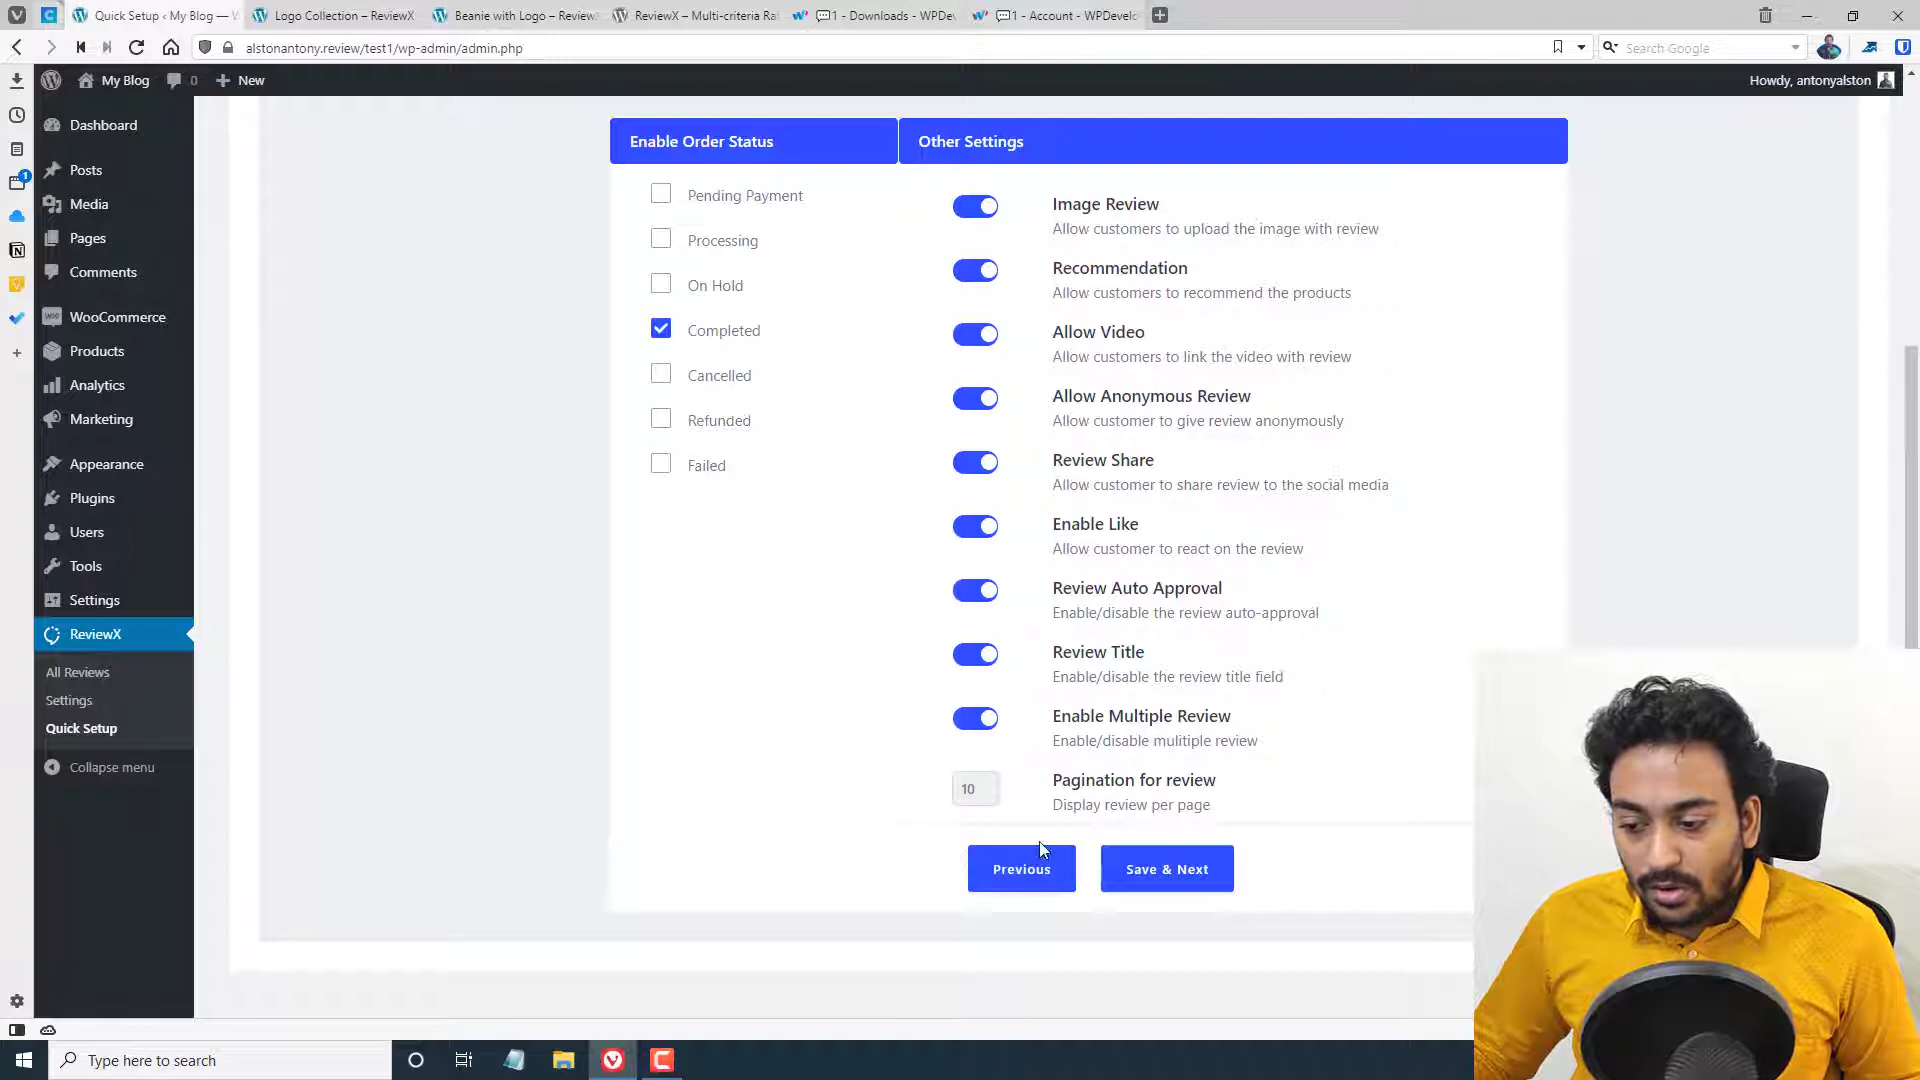 Quick Setup ‹ My Blog — W
Logo Collection – ReviewX
Beanie with Logo – Review
ReviewX – Multi-criteria Ra
1 - Downloads - WPDev
1 - Account - WPDevelo
alstonantony.review/test1/wp-admin/admin.php
Search Google
My Blog
0
New
Howdy, antonyalston
1
Dashboard
Posts
Media
Pages
Comments
WooCommerce
Products
Analytics
Marketing
Appearance
Plugins
Users
Tools
Settings
ReviewX
All Reviews
Settings
Quick Setup
Collapse menu
Enable Order Status
Pending Payment
Processing
On Hold
Completed
Cancelled
Refunded
Failed
Other Settings
Image Review
Allow customers to upload the image with review
Recommendation
Allow customers to recommend the products
Allow Video
Allow customers to link the video with review
Allow Anonymous Review
Allow customer to give review anonymously
Review Share
Allow customer to share review to the social media
Enable Like
Allow customer to react on the review
Review Auto Approval
Enable/disable the review auto-approval
Review Title
Enable/disable the review title field
Enable Multiple Review
Enable/disable mulitiple review
10
Pagination for review
Display review per page
Previous
Save & Next
Type here to search